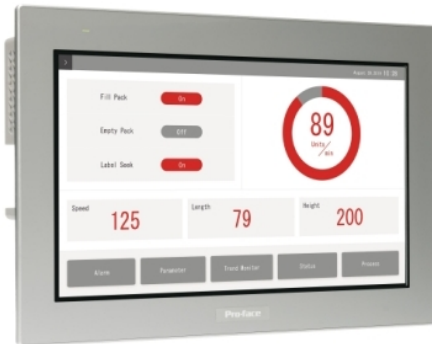 Fill Pack On
Empty Pack Off
Label Seek On
89
Units/min
Speed 125
Length 79
Height 200
Alarm
Parameter
Trend Monitor
Status
Process
Pro-face